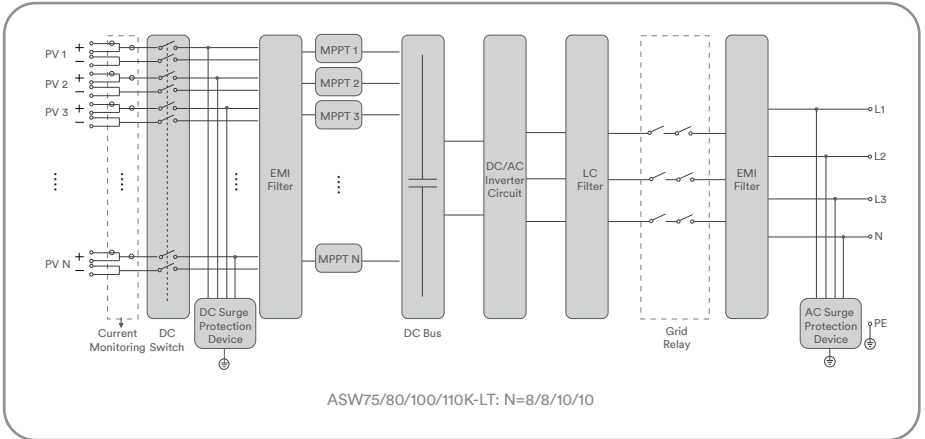 PV 1
+
−
PV 2
+
−
PV 3
+
−
PV N
+
−
Current
Monitoring
DC
Switch
DC Surge
Protection
Device
EMI
Filter
MPPT 1
MPPT 2
MPPT 3
MPPT N
DC Bus
DC/AC
Inverter
Circuit
LC
Filter
Grid
Relay
EMI
Filter
L1
L2
L3
N
AC Surge
Protection
Device
PE
ASW75/80/100/110K-LT: N=8/8/10/10